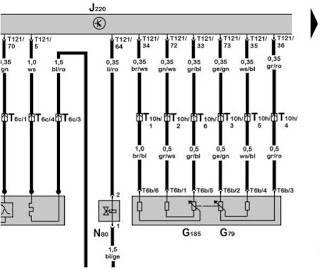 J220
T121/ T121/ T121/ T121/ T121/ T121/ T121/ T121/ T121/
70 5 64 34 72 33 73 35 36
0,35 1,0 1,5 0,35 0,35 0,35 0,35 0,35 0,35 0,35
gn ws bl/ro li/ro br/ws gn/ws gr/bl ge/gn ws/bl gr/ro
T6c/1 T6c/4 T6c/3 T10h/ T10h/ T10h/ T10h/ T10h/ T10h/
1 2 6 3 5 4
1,0 0,5 0,5 0,5 0,5 0,5
br/bl gr/ws gr/bl ge/gn ws/bl gr/ro
2 T6b/6 T6b/1 T6b/5 T6b/2 T6b/4 T6b/3
N80 1 G185 G79
1,5
bl/ge